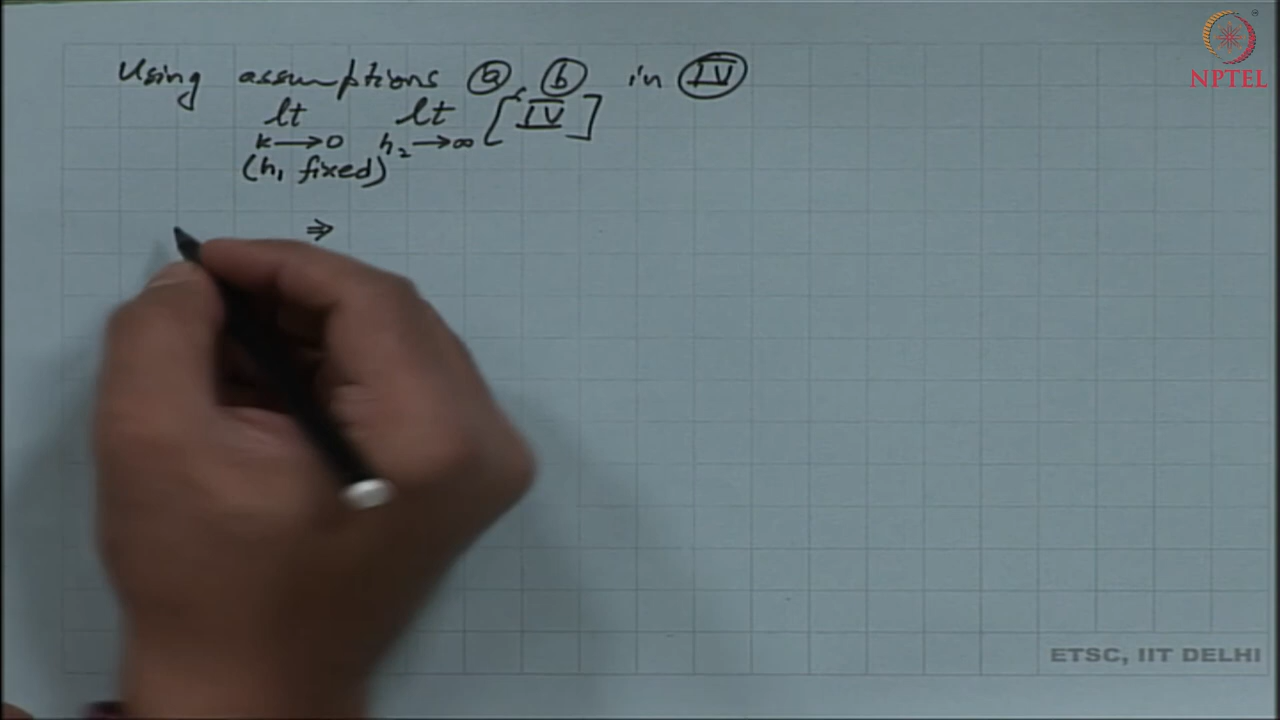 Using assumptions (a), (b) in (IV)
lt lt [IV]
k→0 h₂→∞
(h₁ fixed)
⇒
NPTEL
ETSC, IIT DELHI